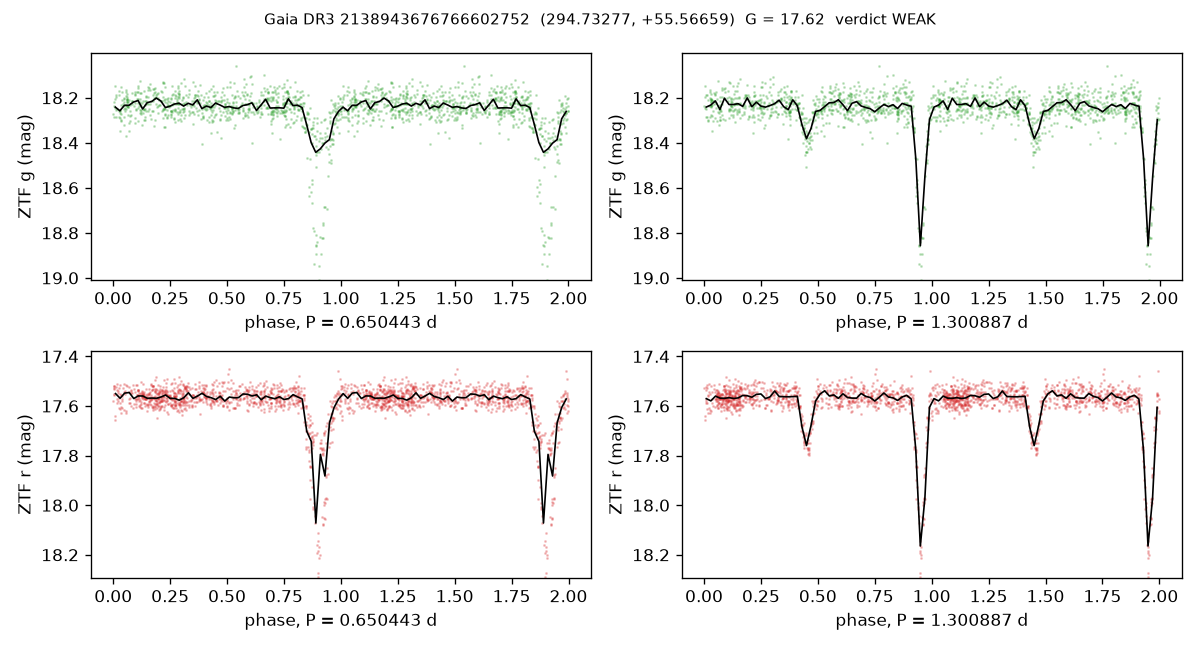 Gaia DR3 2138943676766602752 (294.73277, +55.56659) G = 17.62 verdict WEAK
ZTF g (mag)
18.2
18.4
18.6
18.8
19.0
0.00 0.25 0.50 0.75 1.00 1.25 1.50 1.75 2.00
phase, P = 0.650443 d
ZTF g (mag)
18.2
18.4
18.6
18.8
19.0
0.00 0.25 0.50 0.75 1.00 1.25 1.50 1.75 2.00
phase, P = 1.300887 d
ZTF r (mag)
17.4
17.6
17.8
18.0
18.2
0.00 0.25 0.50 0.75 1.00 1.25 1.50 1.75 2.00
phase, P = 0.650443 d
ZTF r (mag)
17.4
17.6
17.8
18.0
18.2
0.00 0.25 0.50 0.75 1.00 1.25 1.50 1.75 2.00
phase, P = 1.300887 d